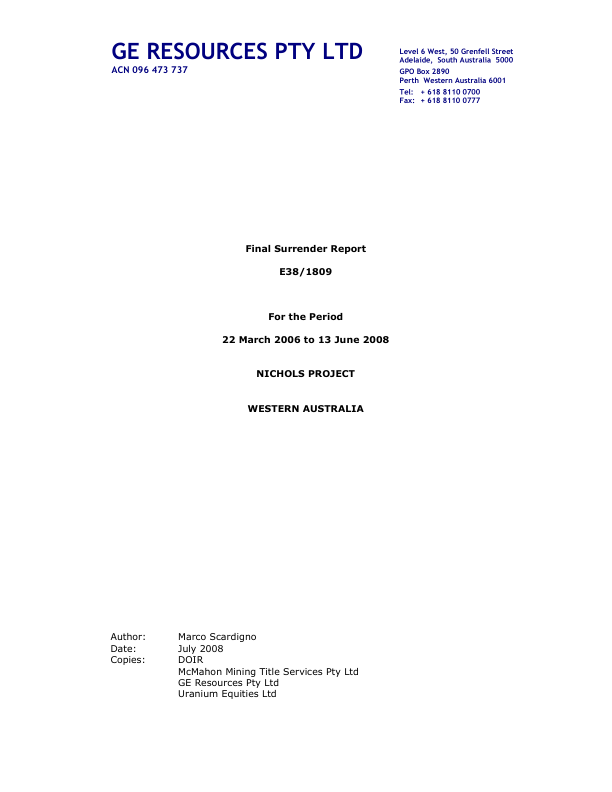 GE RESOURCES PTY LTD
ACN 096 473 737
Level 6 West, 50 Grenfell Street
Adelaide, South Australia 5000
GPO Box 2890
Perth Western Australia 6001
Tel: + 618 8110 0700
Fax: + 618 8110 0777
Final Surrender Report
E38/1809
For the Period
22 March 2006 to 13 June 2008
NICHOLS PROJECT
WESTERN AUSTRALIA
Author: Marco Scardigno
Date: July 2008
Copies: DOIR
McMahon Mining Title Services Pty Ltd
GE Resources Pty Ltd
Uranium Equities Ltd